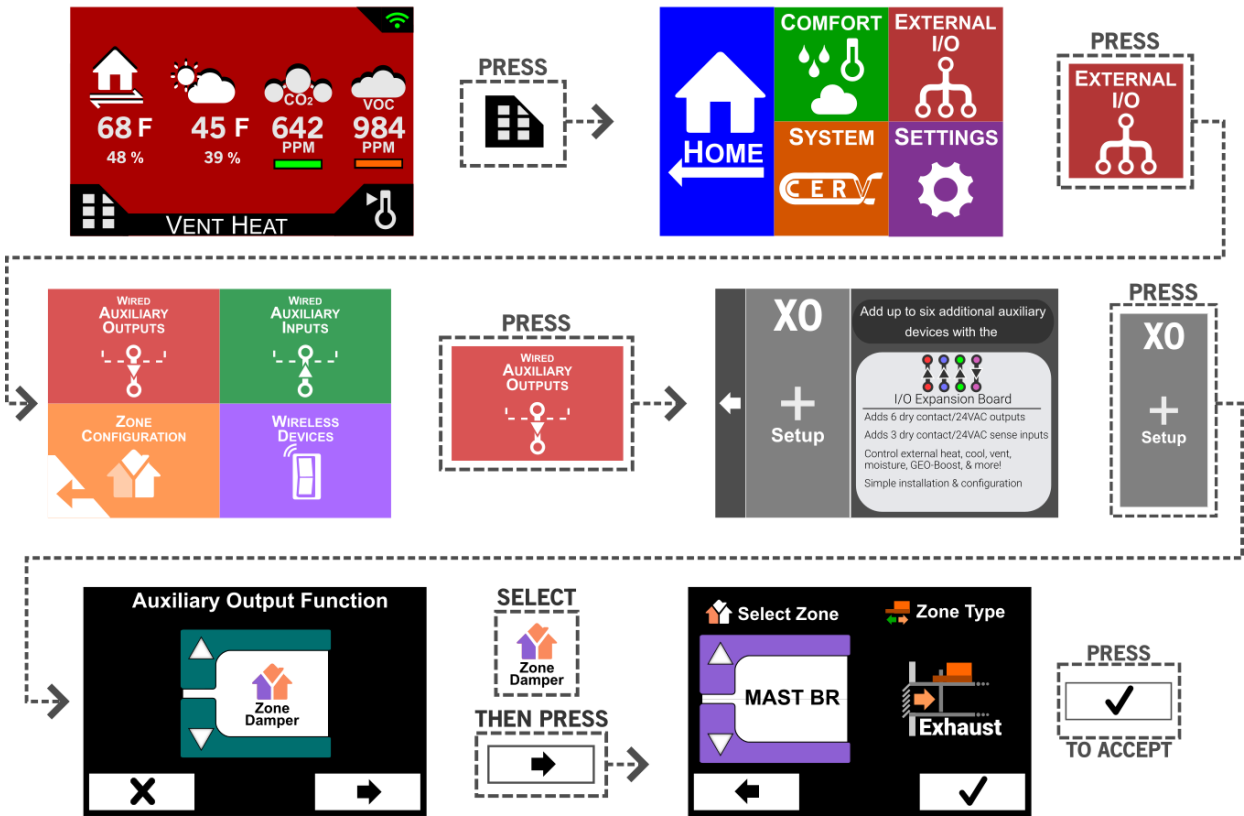 CO₂
VOC
68 F
45 F
642
984
PPM
PPM
48 %
39 %
VENT HEAT
PRESS
HOME
COMFORT
EXTERNAL
I/O
SYSTEM
CERV
SETTINGS
PRESS
EXTERNAL
I/O
WIRED
AUXILIARY
OUTPUTS
WIRED
AUXILIARY
INPUTS
ZONE
CONFIGURATION
WIRELESS
DEVICES
PRESS
WIRED
AUXILIARY
OUTPUTS
X0
Setup
Add up to six additional auxiliary
devices with the
I/O Expansion Board
Adds 6 dry contact/24VAC outputs
Adds 3 dry contact/24VAC sense inputs
Control external heat, cool, vent,
moisture, GEO-Boost, & more!
Simple installation & configuration
PRESS
X0
Setup
Auxiliary Output Function
Zone
Damper
SELECT
Zone
Damper
THEN PRESS
Select Zone
Zone Type
MAST BR
Exhaust
PRESS
TO ACCEPT